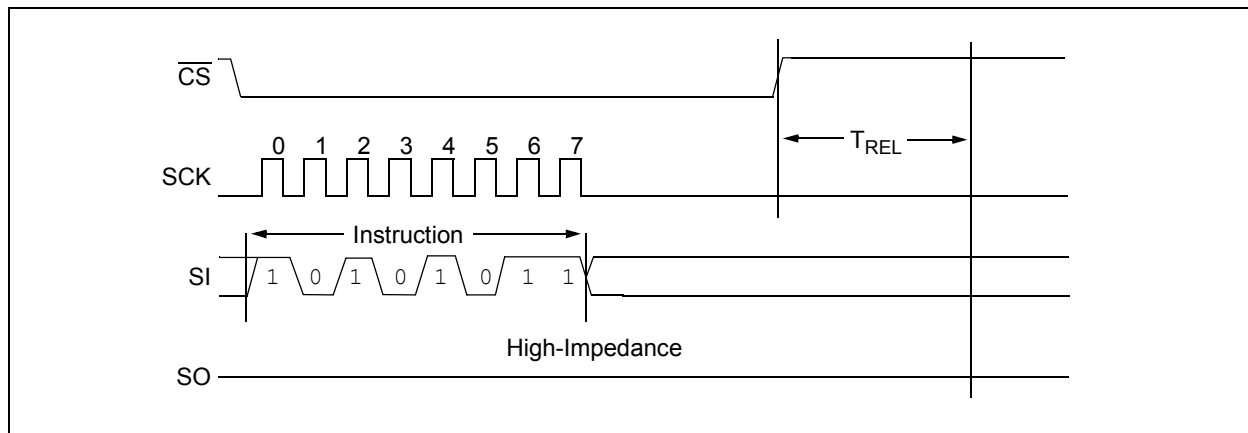 CS
T_REL
0 1 2 3 4 5 6 7
SCK
Instruction
SI 1 0 1 0 1 0 1 1
High-Impedance
SO